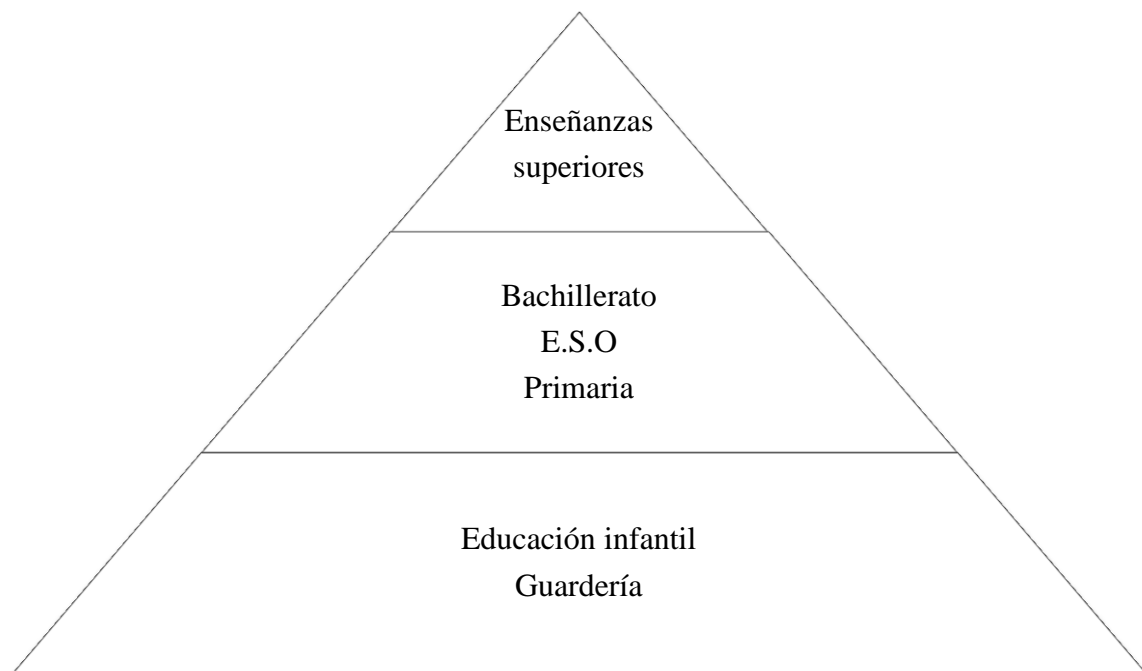 Enseñanzas
superiores
Bachillerato
E.S.O
Primaria
Educación infantil
Guardería